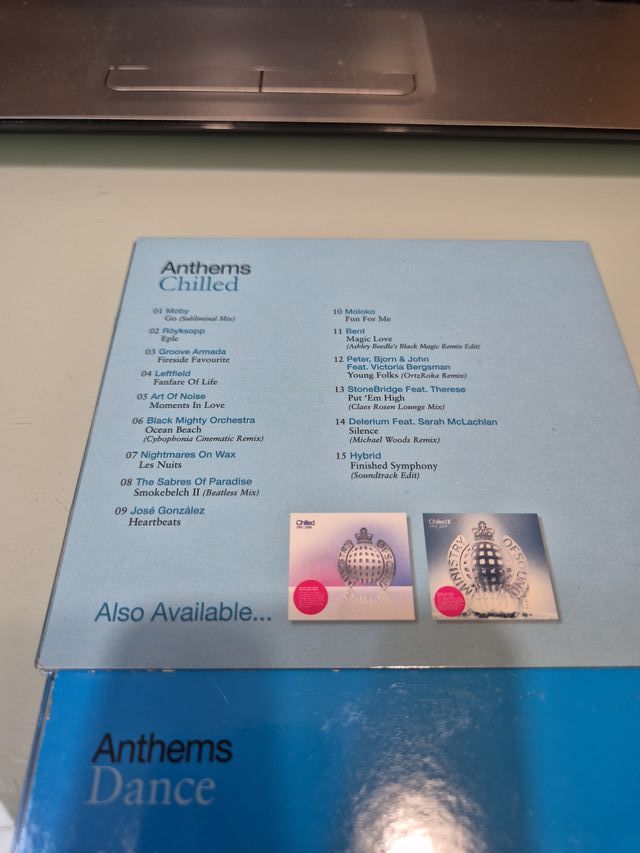 Anthems
Chilled
01 Moby
Go (Subliminal Mix)
02 Röyksopp
Eple
03 Groove Armada
Fireside Favourite
04 Leftfield
Fanfare Of Life
05 Art Of Noise
Moments In Love
06 Black Mighty Orchestra
Ocean Beach
(Cybophonia Cinematic Remix)
07 Nightmares On Wax
Les Nuits
08 The Sabres Of Paradise
Smokebelch II (Beatless Mix)
09 José González
Heartbeats
10 Moloko
Fun For Me
11 Bent
Magic Love
(Ashley Beedle's Black Magic Remix Edit)
12 Peter, Bjorn & John
Feat. Victoria Bergsman
Young Folks (OrtzRoka Remix)
13 StoneBridge Feat. Therese
Put 'Em High
(Claes Rosen Lounge Mix)
14 Delerium Feat. Sarah McLachlan
Silence
(Michael Woods Remix)
15 Hybrid
Finished Symphony
(Soundtrack Edit)
Also Available...
Chilled
MINISTRY OF SOUND
Chilled II
MINISTRY OF SOUND
Anthems
Dance